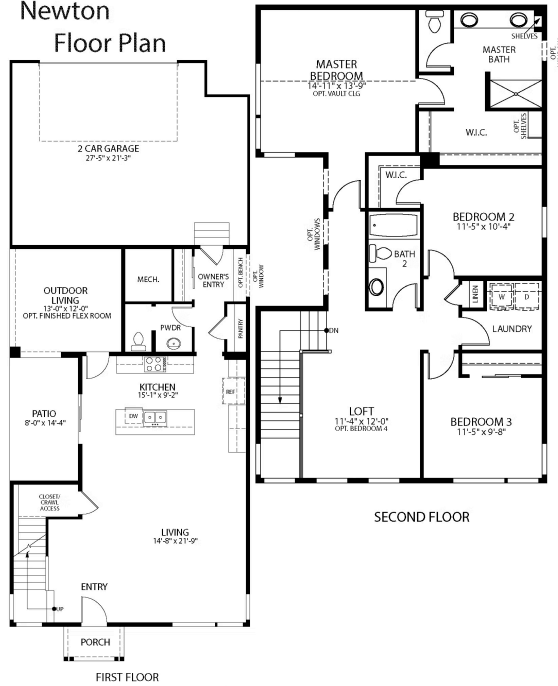 Newton
Floor Plan
2 CAR GARAGE
27'-5" x 21'-3"
MECH.
OWNER'S
ENTRY
OPT. BENCH
OPT.
WINDOW
OUTDOOR
LIVING
13'-0" x 12'-0"
OPT. FINISHED FLEX ROOM
PWDR
PANTRY
KITCHEN
15'-1" x 9'-2"
REF
DW
PATIO
8'-0" x 14'-4"
CLOSET/
CRAWL
ACCESS
LIVING
14'-8" x 21'-9"
ENTRY
UP
PORCH
FIRST FLOOR
MASTER
BEDROOM
14'-11" x 13'-9"
OPT. VAULT CLG
SHELVES
MASTER
BATH
OPT.
W.I.C.
OPT.
SHELVES
W.I.C.
BEDROOM 2
11'-5" x 10'-4"
OPT.
WINDOWS
BATH
2
LINEN
W
D
LAUNDRY
DN
LOFT
11'-4" x 12'-0"
OPT. BEDROOM 4
BEDROOM 3
11'-5" x 9'-8"
SECOND FLOOR